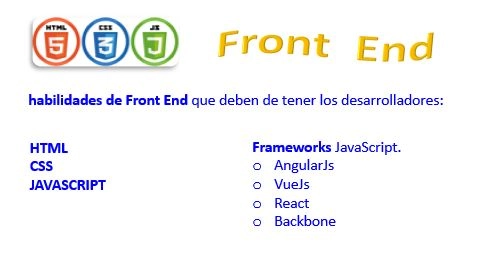 HTML CSS JS
5 3 J
Front End
habilidades de Front End que deben de tener los desarrolladores:
HTML
CSS
JAVASCRIPT
Frameworks JavaScript.
o AngularJs
o VueJs
o React
o Backbone